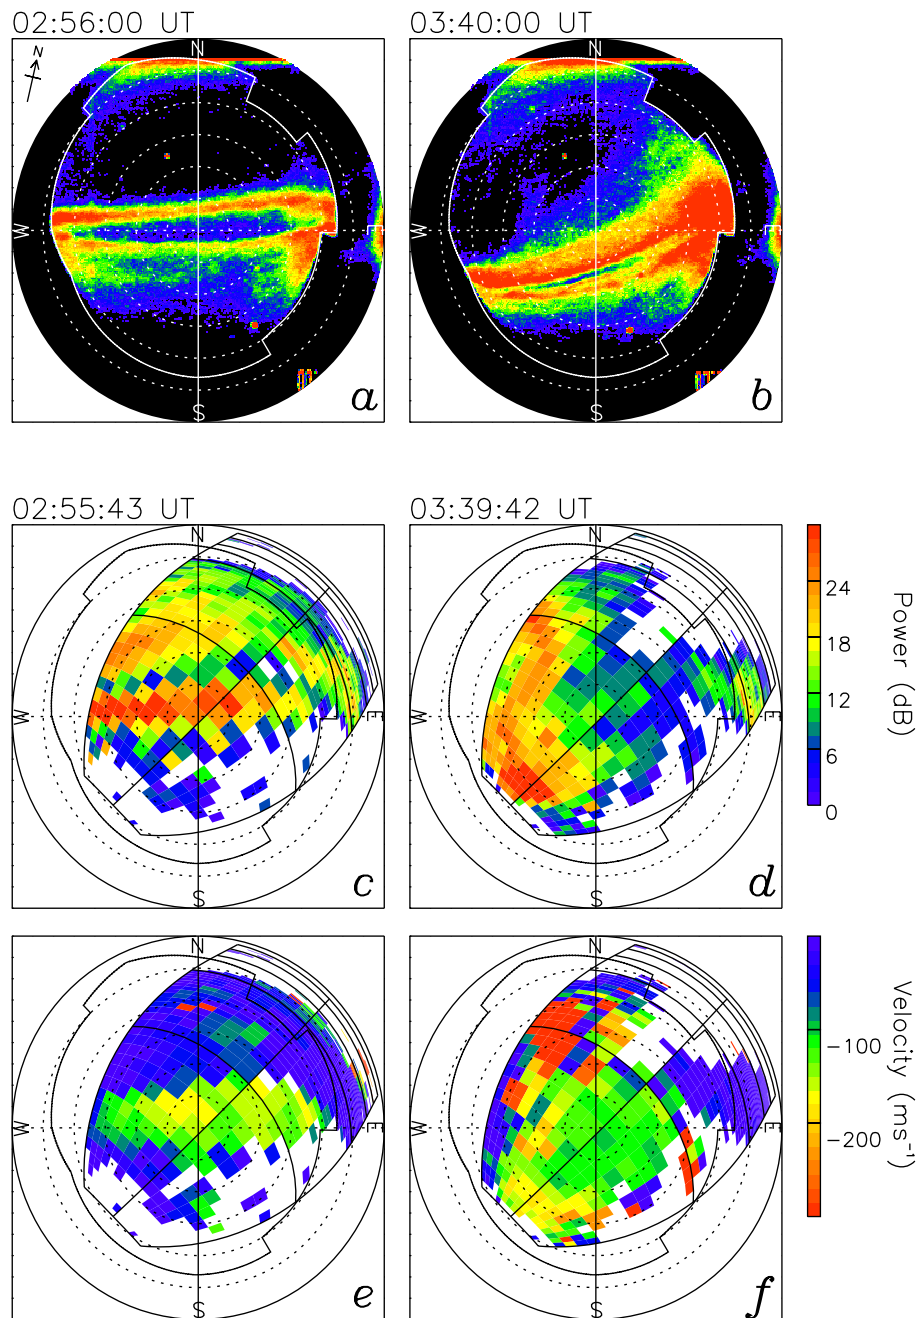 02:56:00 UT
03:40:00 UT
N
N
N
W
E
W
E
S
a
S
b
02:55:43 UT
03:39:42 UT
N
N
24
18
W
E
W
E
12
Power (dB)
6
0
S
c
S
d
N
N
-100
W
E
W
E
-200
Velocity (ms⁻¹)
S
e
S
f